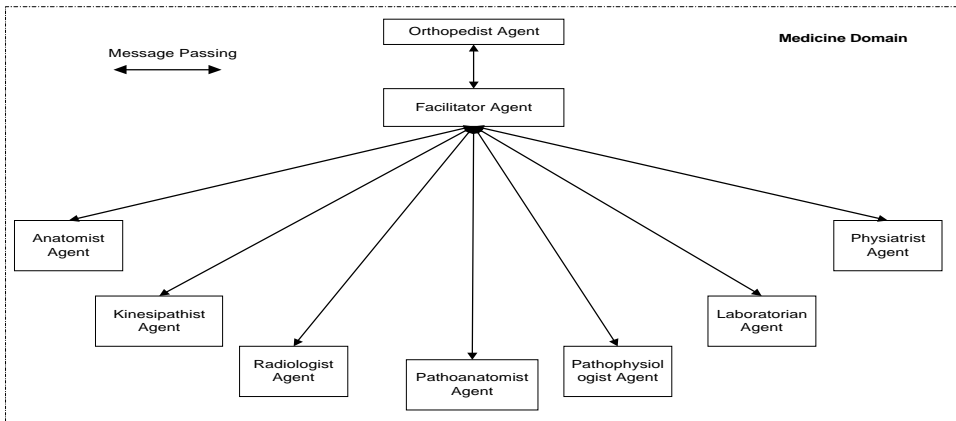 Orthopedist Agent
Medicine Domain
Message Passing
Facilitator Agent
Anatomist
Agent
Physiatrist
Agent
Kinesipathist
Agent
Laboratorian
Agent
Radiologist
Agent
Pathoanatomist
Agent
Pathophysiol
ogist Agent